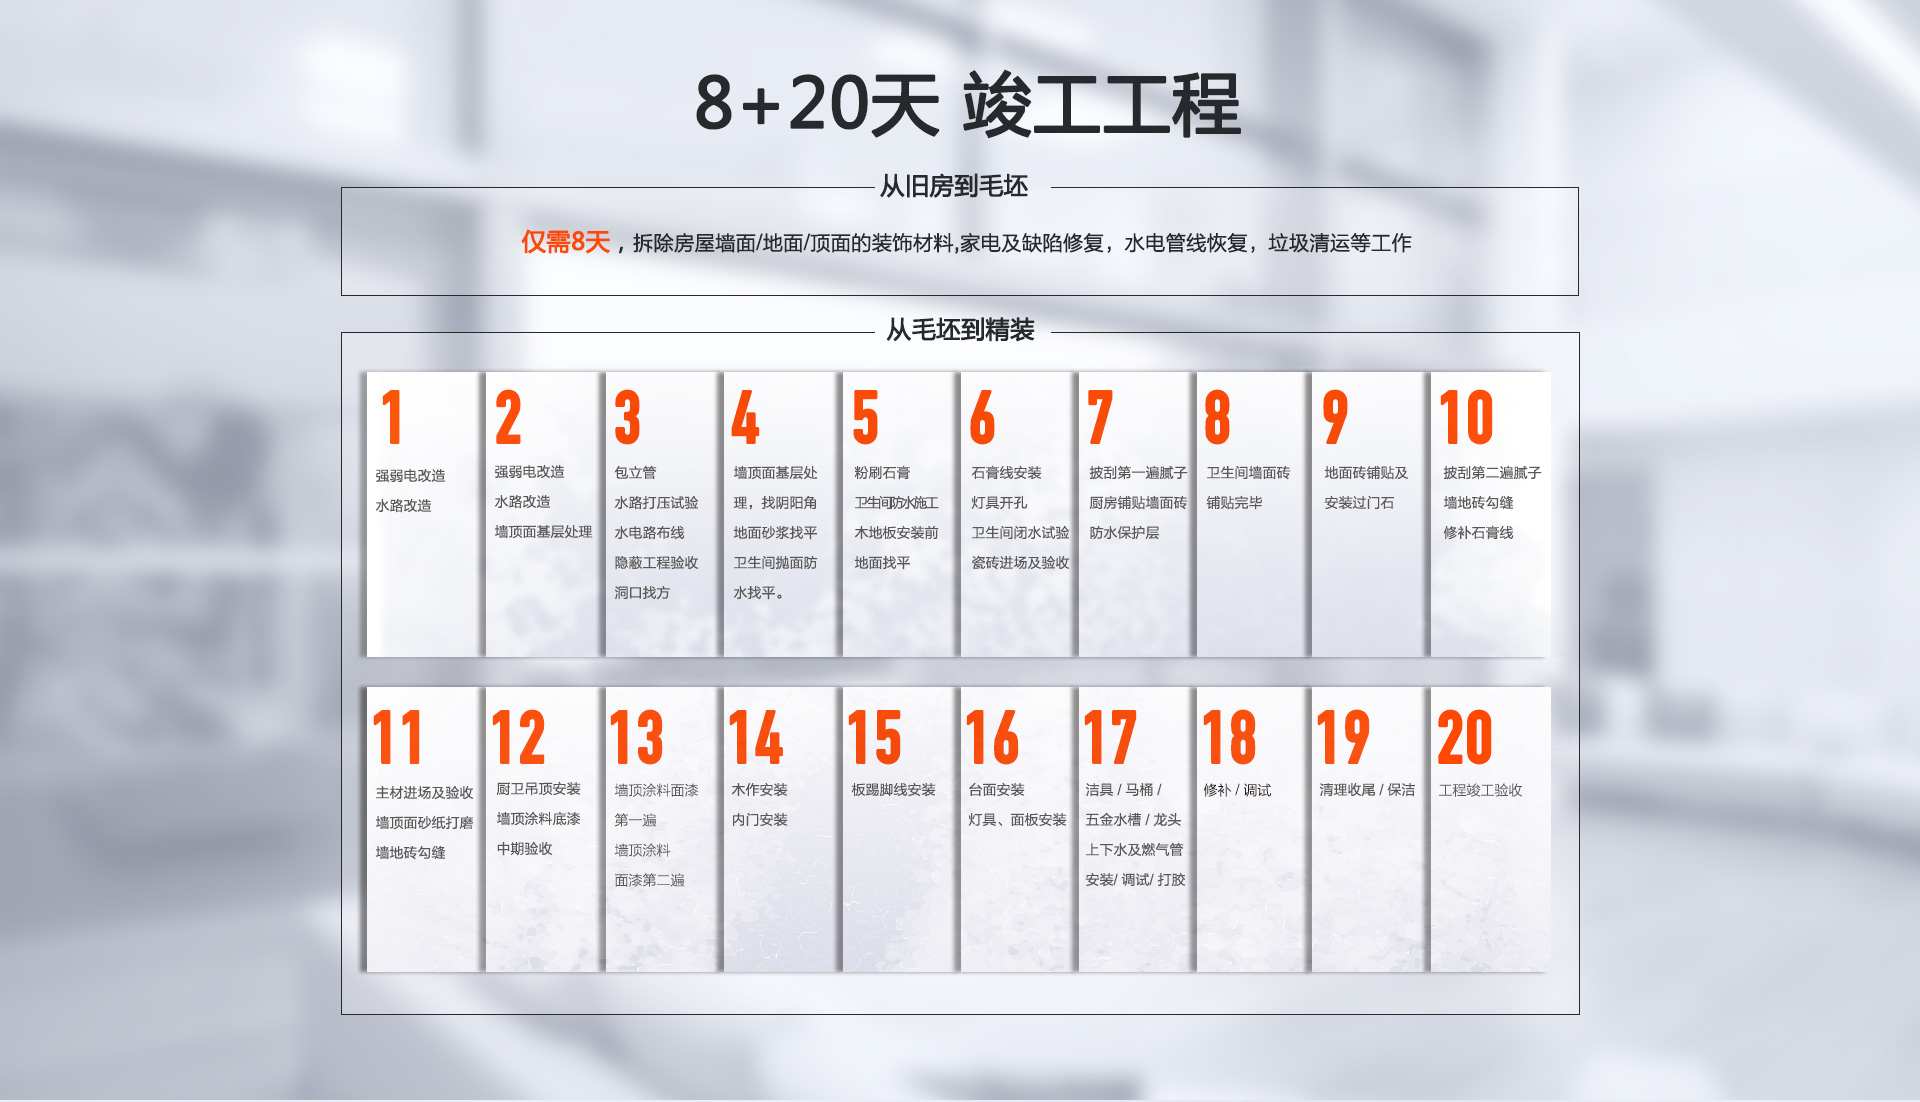 8+20天 竣工工程
从旧房到毛坯
仅需8天，拆除房屋墙面/地面/顶面的装饰材料,家电及缺陷修复，水电管线恢复，垃圾清运等工作
从毛坯到精装
1
强弱电改造
水路改造
2
强弱电改造
水路改造
墙顶面基层处理
3
包立管
水路打压试验
水电路布线
隐蔽工程验收
洞口找方
4
墙顶面基层处
理，找阴阳角
地面砂浆找平
卫生间抛面防
水找平。
5
粉刷石膏
卫生间防水施工
木地板安装前
地面找平
6
石膏线安装
灯具开孔
卫生间闭水试验
瓷砖进场及验收
7
披刮第一遍腻子
厨房铺贴墙面砖
防水保护层
8
卫生间墙面砖
铺贴完毕
9
地面砖铺贴及
安装过门石
10
披刮第二遍腻子
墙地砖勾缝
修补石膏线
11
主材进场及验收
墙顶面砂纸打磨
墙地砖勾缝
12
厨卫吊顶安装
墙顶涂料底漆
中期验收
13
墙顶涂料面漆
第一遍
墙顶涂料
面漆第二遍
14
木作安装
内门安装
15
板踢脚线安装
16
台面安装
灯具、面板安装
17
洁具 / 马桶 /
五金水槽 / 龙头
上下水及燃气管
安装/ 调试/ 打胶
18
修补 / 调试
19
清理收尾 / 保洁
20
工程竣工验收